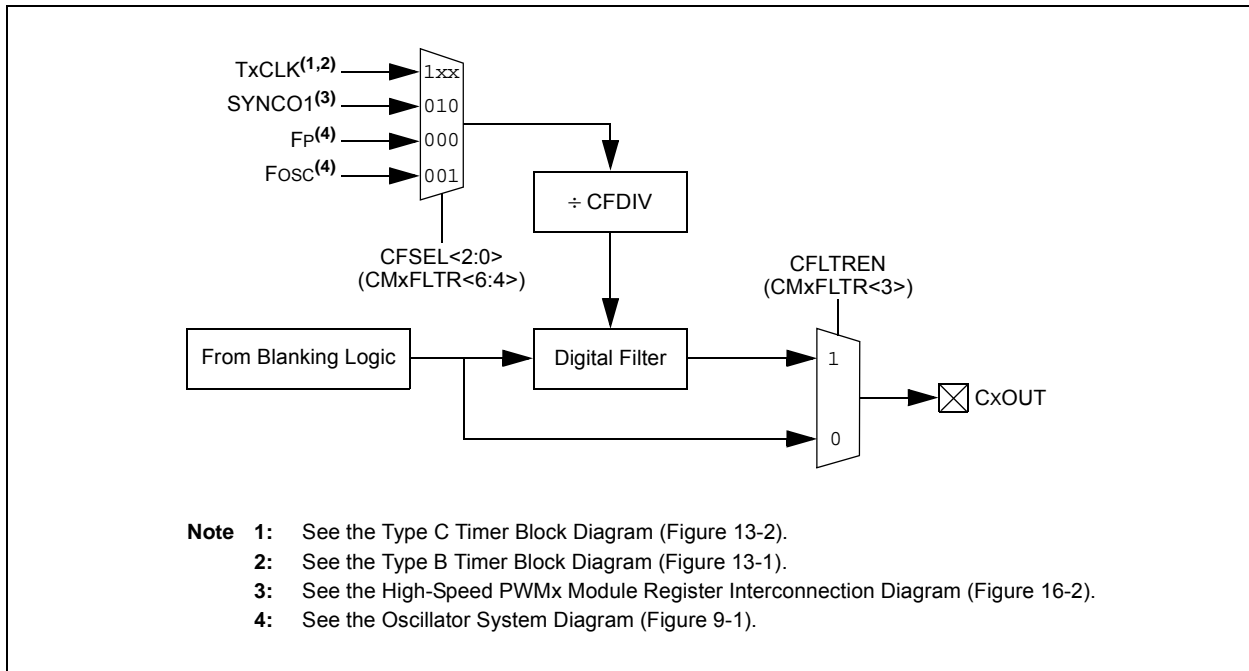 TxCLK(1,2)
SYNCO1(3)
FP(4)
FOSC(4)
1xx
010
000
001
÷ CFDIV
CFSEL<2:0>
(CMxFLTR<6:4>)
CFLTREN
(CMxFLTR<3>)
From Blanking Logic
Digital Filter
1
0
CxOUT
Note 1: See the Type C Timer Block Diagram (Figure 13-2).
2: See the Type B Timer Block Diagram (Figure 13-1).
3: See the High-Speed PWMx Module Register Interconnection Diagram (Figure 16-2).
4: See the Oscillator System Diagram (Figure 9-1).